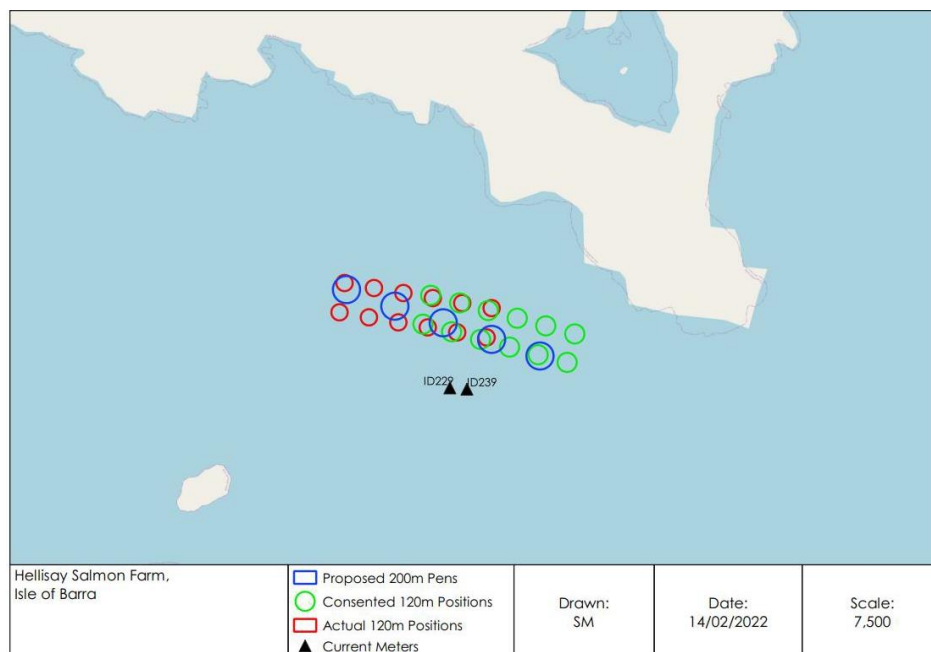 ID229
ID239
Hellisay Salmon Farm,
Isle of Barra
Proposed 200m Pens
Consented 120m Positions
Actual 120m Positions
Current Meters
Drawn:
SM
Date:
14/02/2022
Scale:
7,500